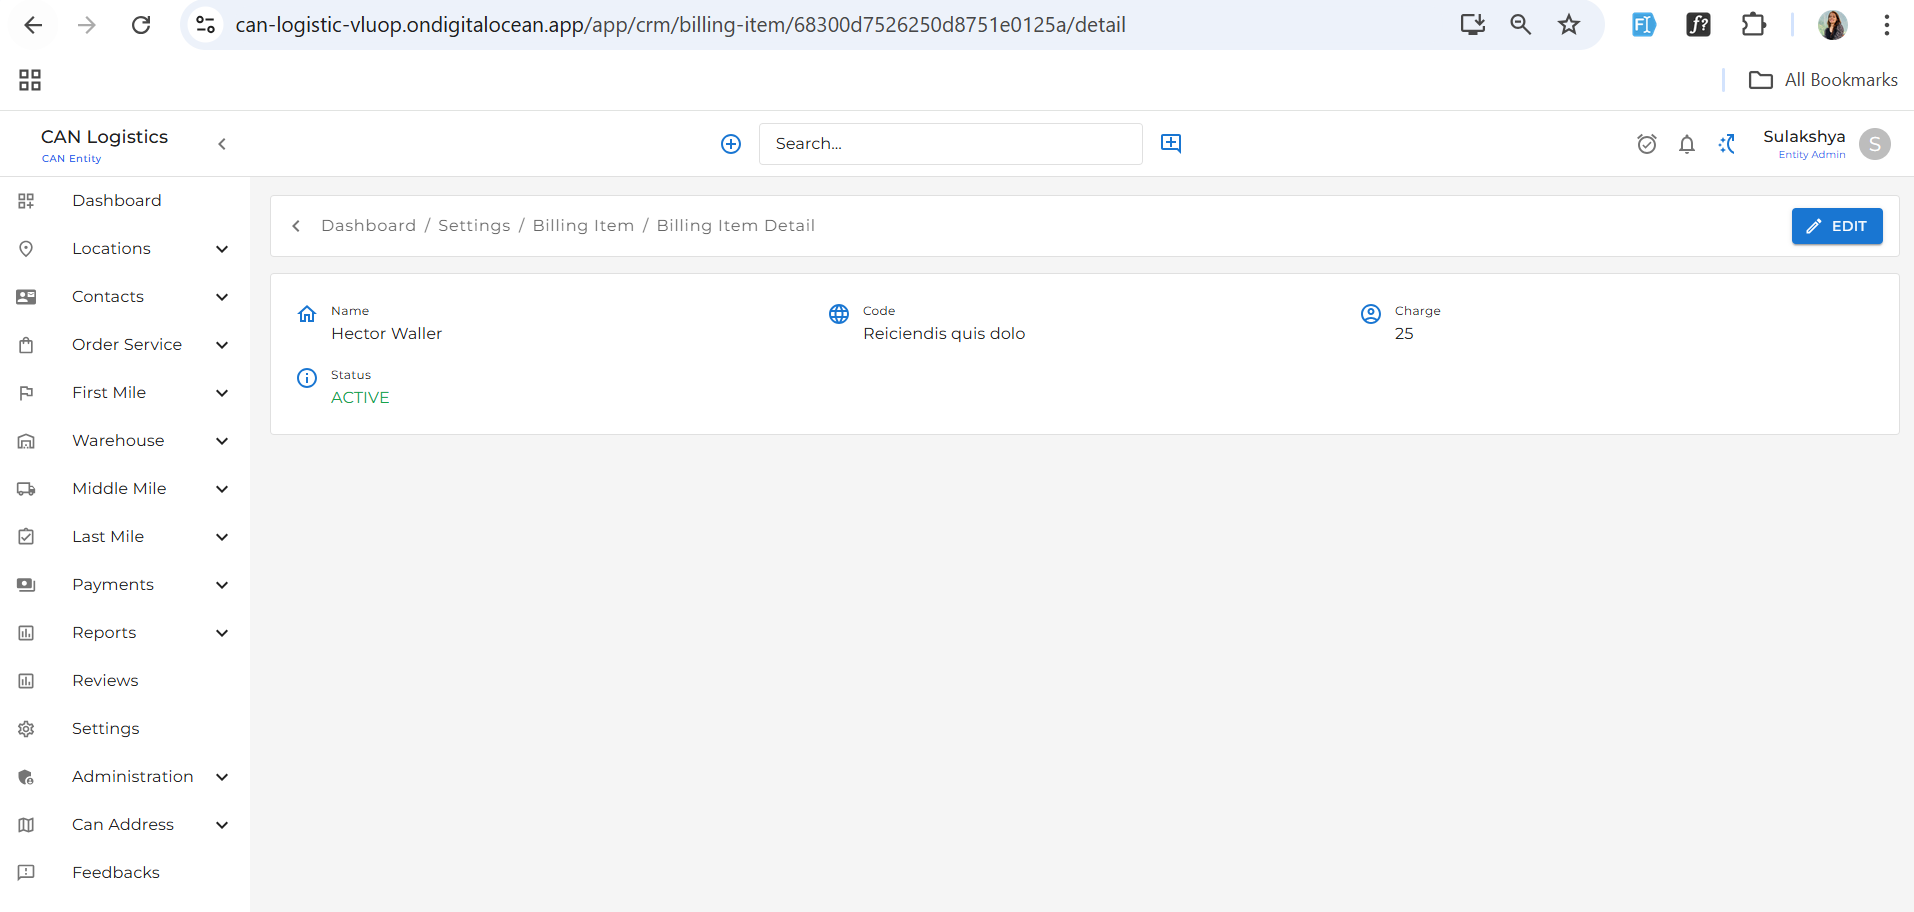 can-logistic-vluop.ondigitalocean.app/app/crm/billing-item/68300d7526250d8751e0125a/detail
All Bookmarks
CAN Logistics
CAN Entity
Search...
Sulakshya
Entity Admin
S
Dashboard
Locations
Contacts
Order Service
First Mile
Warehouse
Middle Mile
Last Mile
Payments
Reports
Reviews
Settings
Administration
Can Address
Feedbacks
Dashboard / Settings / Billing Item / Billing Item Detail
EDIT
Name
Hector Waller
Code
Reiciendis quis dolo
Charge
25
Status
ACTIVE